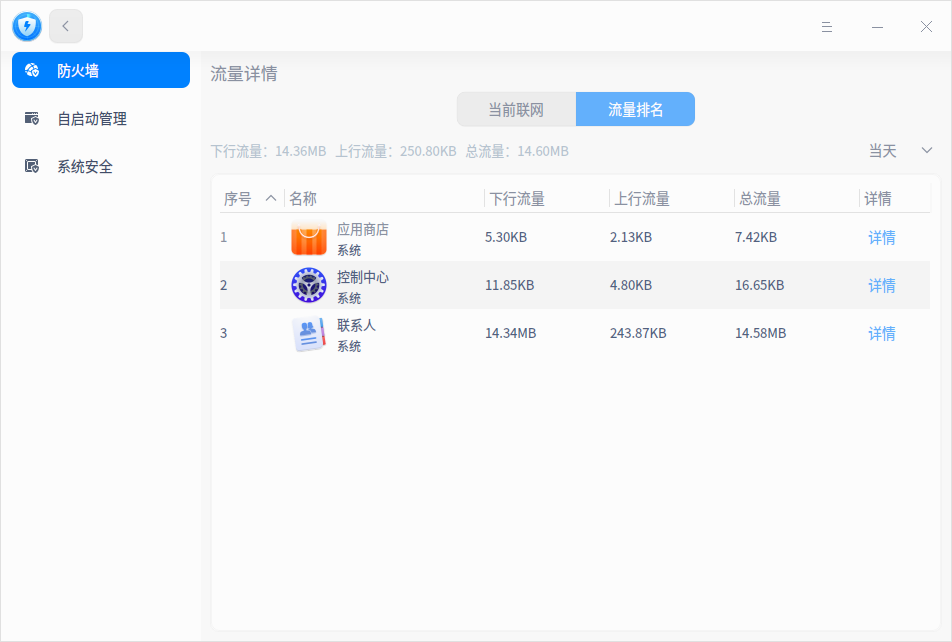 防火墙
自启动管理
系统安全
流量详情
当前联网 流量排名
下行流量：14.36MB 上行流量：250.80KB 总流量：14.60MB 当天
序号 名称 下行流量 上行流量 总流量 详情
1 应用商店 系统 5.30KB 2.13KB 7.42KB 详情
2 控制中心 系统 11.85KB 4.80KB 16.65KB 详情
3 联系人 系统 14.34MB 243.87KB 14.58MB 详情